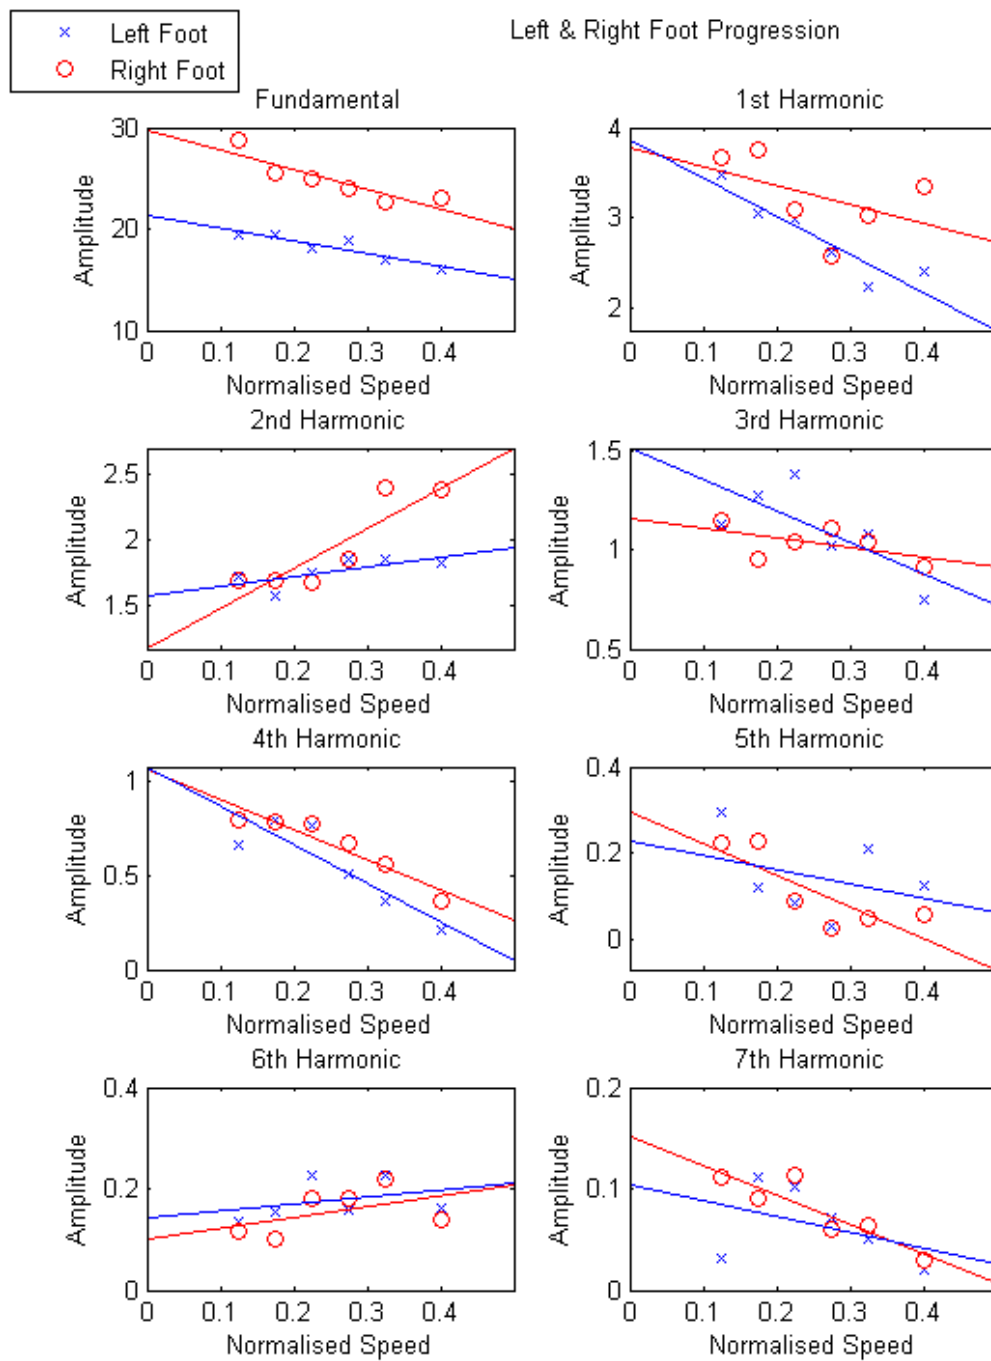 Left Foot
Right Foot
Left & Right Foot Progression
Fundamental
30
20
10
Amplitude
0 0.1 0.2 0.3 0.4
Normalised Speed
1st Harmonic
4
3
2
Amplitude
0 0.1 0.2 0.3 0.4
Normalised Speed
2nd Harmonic
2.5
2
1.5
Amplitude
0 0.1 0.2 0.3 0.4
Normalised Speed
3rd Harmonic
1.5
1
0.5
Amplitude
0 0.1 0.2 0.3 0.4
Normalised Speed
4th Harmonic
1
0.5
0
Amplitude
0 0.1 0.2 0.3 0.4
Normalised Speed
5th Harmonic
0.4
0.2
0
Amplitude
0 0.1 0.2 0.3 0.4
Normalised Speed
6th Harmonic
0.4
0.2
0
Amplitude
0 0.1 0.2 0.3 0.4
Normalised Speed
7th Harmonic
0.2
0.1
0
Amplitude
0 0.1 0.2 0.3 0.4
Normalised Speed